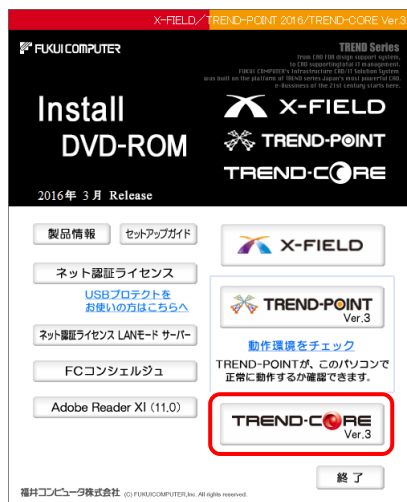 X-FIELD/TREND-POINT 2016/TREND-CORE Ver.3
FUKUI COMPUTER
TREND Series
from CAD FOR drsign support system,
to CAD supportinglotal IT management.
FUKUI COMPUTER's Infrastructure CAD/IT Solution System
was built on the platform of TREND series Japan's most powerful CAD.
e-Bussiness of the 21st century starts here.
Install
DVD-ROM
X-FIELD
TREND-POINT
TREND-CORE
2016年 3月 Release
製品情報
セットアップガイド
ネット認証ライセンス
USBプロテクトを
お使いの方はこちらへ
ネット認証ライセンス LANモード サーバー
FCコンシェルジュ
Adobe Reader XI (11.0)
X-FIELD
TREND-POINT
Ver.3
動作環境をチェック
TREND-POINTが、このパソコンで
正常に動作するか確認できます。
TREND-CORE
Ver.3
終了
福井コンピュータ株式会社 (C) FUKUICOMPUTER,Inc. All rights reserved.